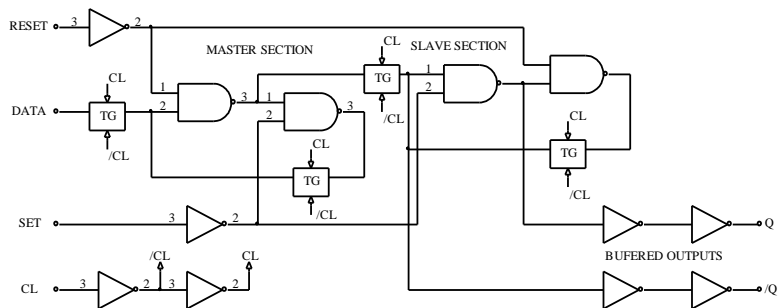 RESET 3 2
MASTER SECTION
SLAVE SECTION
CL
TG
/CL
1
2
3
1
2
3
1
2
DATA
CL
TG
/CL
CL
TG
/CL
CL
TG
/CL
SET 3 2
Q
BUFERED OUTPUTS
CL 3 2 /CL 3 2 CL
/Q